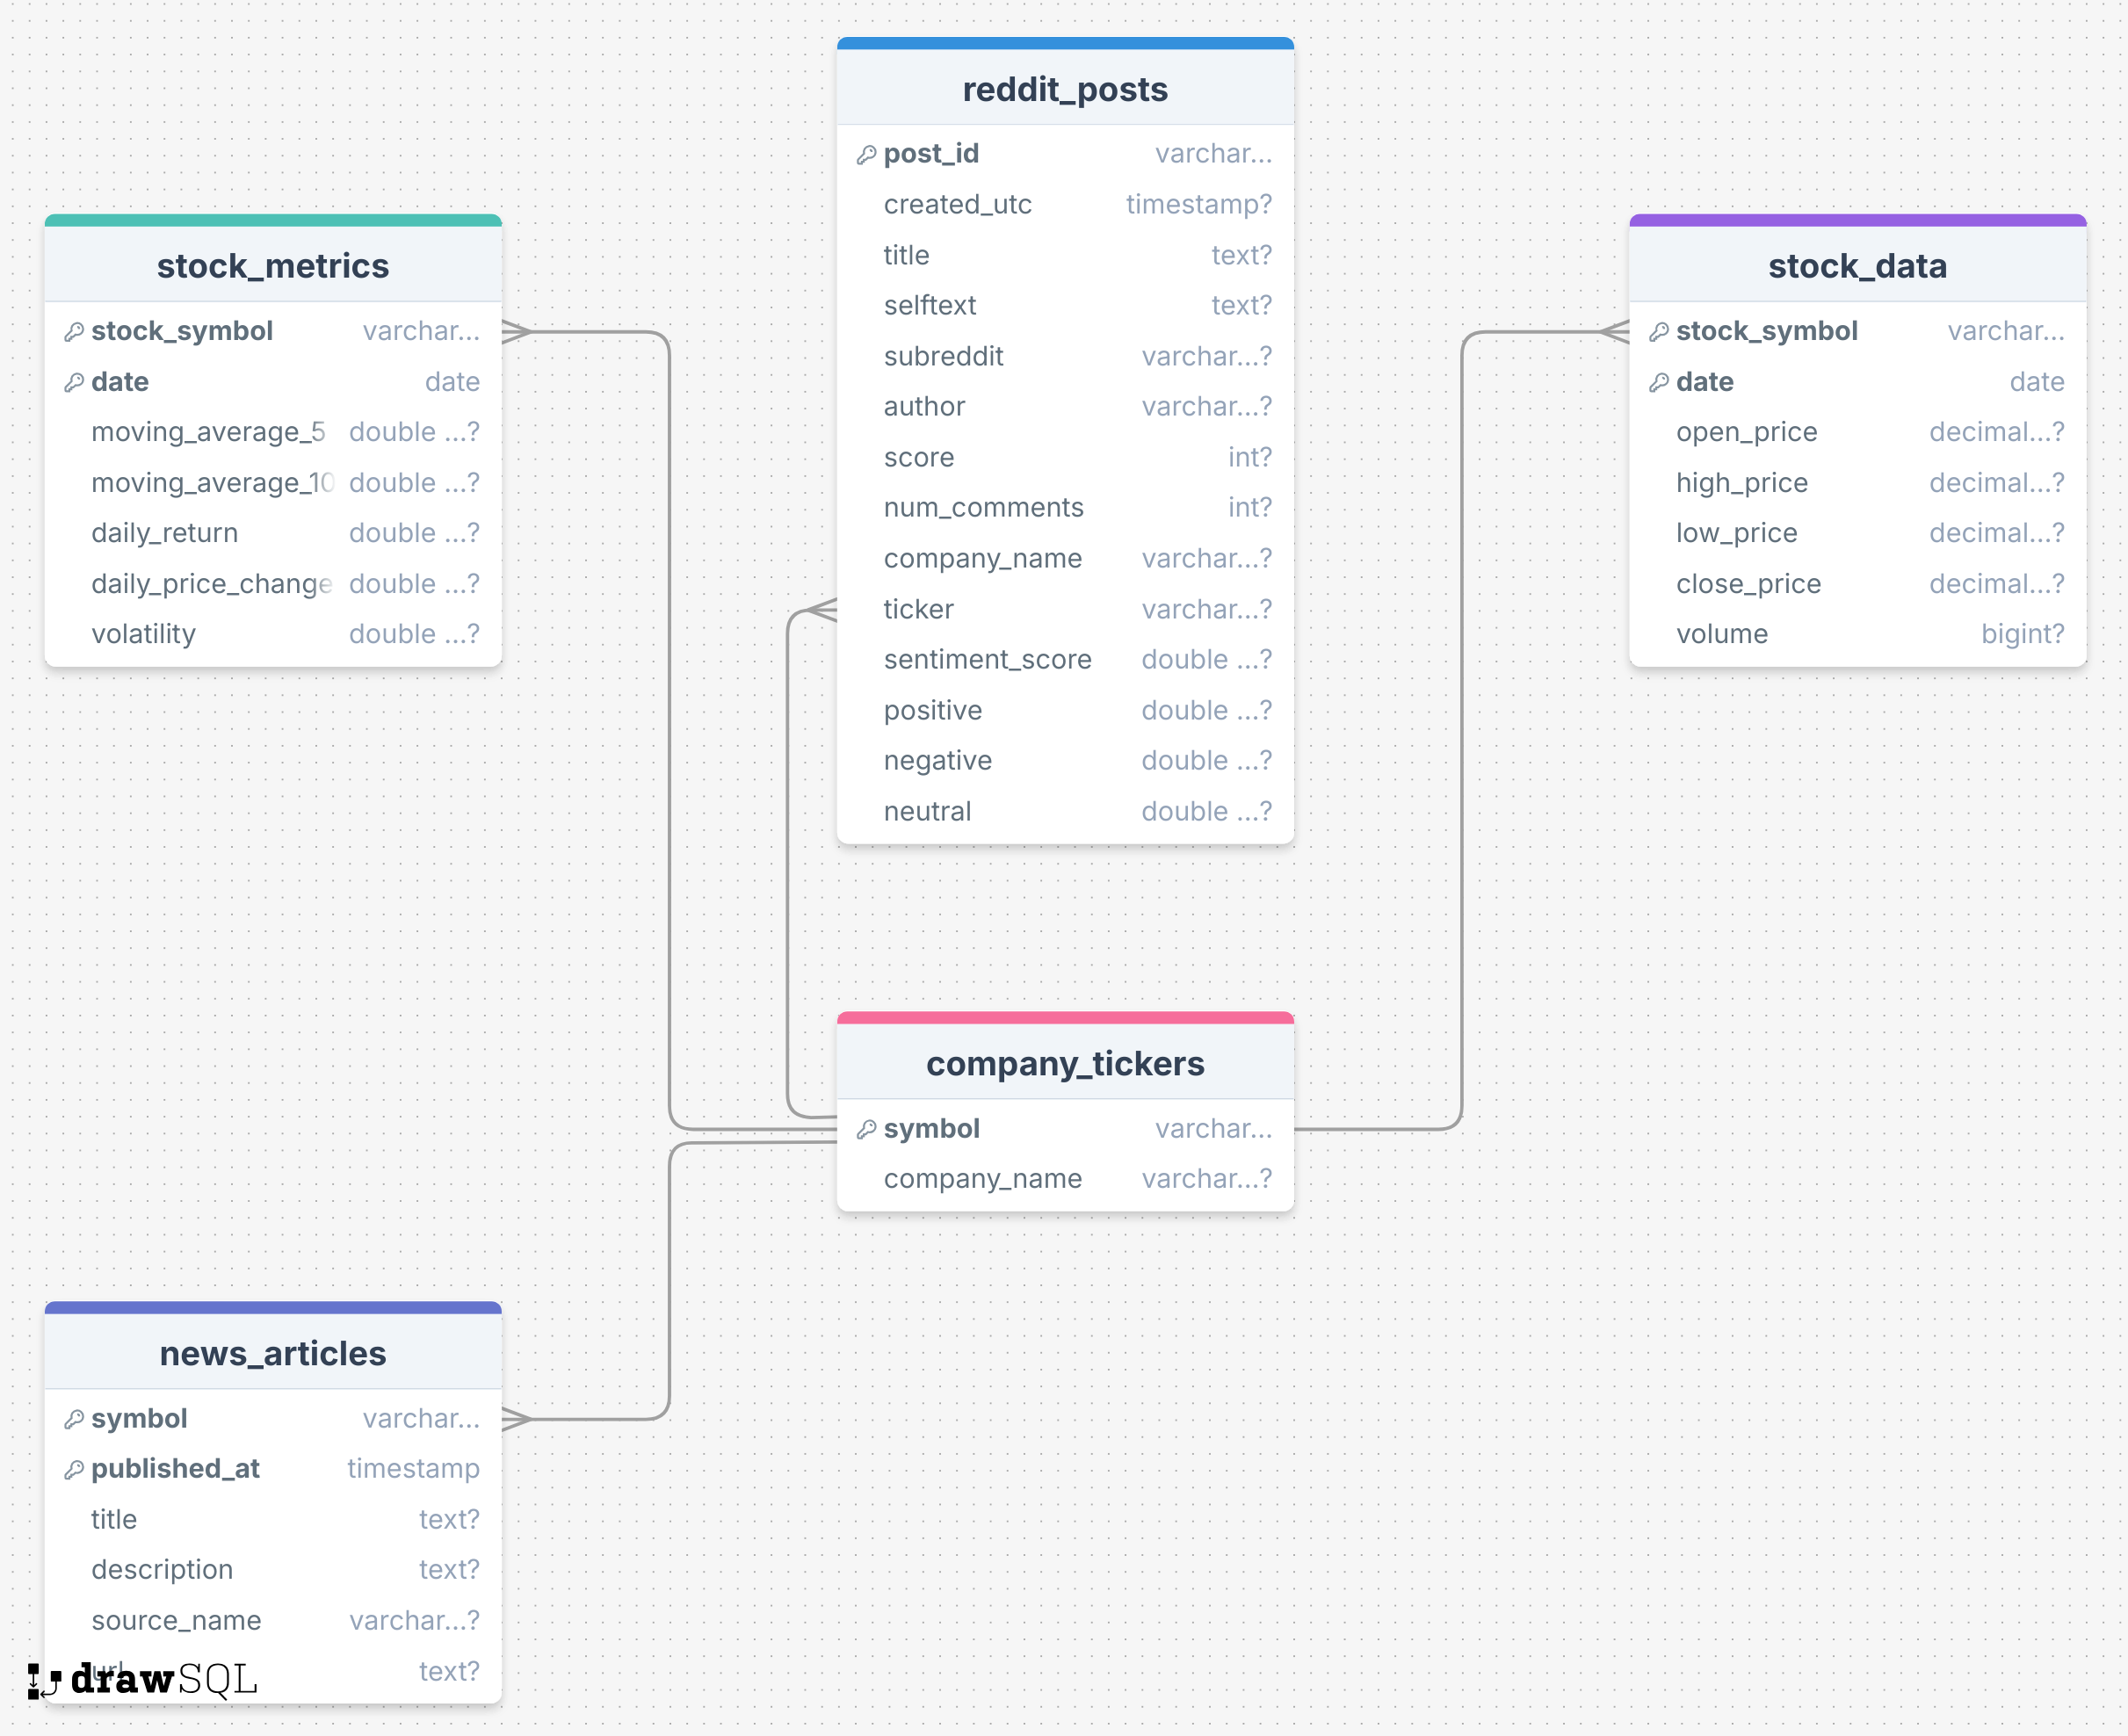 reddit_posts
post_id varchar...
created_utc timestamp?
title text?
selftext text?
subreddit varchar...?
author varchar...?
score int?
num_comments int?
company_name varchar...?
ticker varchar...?
sentiment_score double ...?
positive double ...?
negative double ...?
neutral double ...?
stock_metrics
stock_symbol varchar...
date date
moving_average_5 double ...?
moving_average_10 double ...?
daily_return double ...?
daily_price_change double ...?
volatility double ...?
stock_data
stock_symbol varchar...
date date
open_price decimal...?
high_price decimal...?
low_price decimal...?
close_price decimal...?
volume bigint?
company_tickers
symbol varchar...
company_name varchar...?
news_articles
symbol varchar...
published_at timestamp
title text?
description text?
source_name varchar...?
url text?
drawSQL